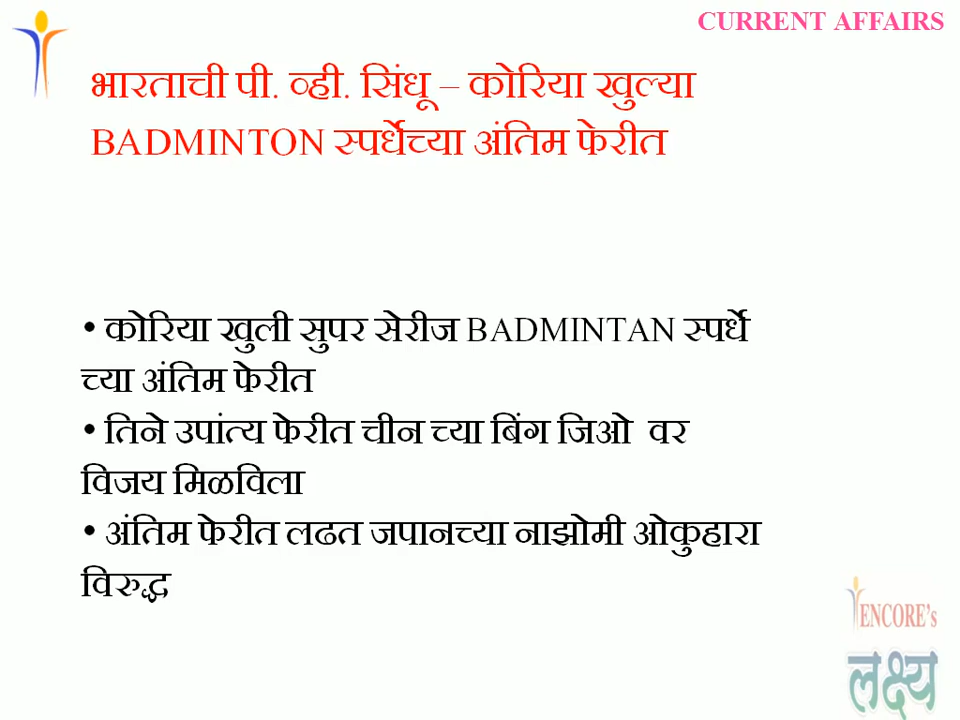 CURRENT AFFAIRS
भारताची पी. व्ही. सिंधू – कोरिया खुल्या
BADMINTON स्पर्धेच्या अंतिम फेरीत
• कोरिया खुली सुपर सेरीज BADMINTAN स्पर्धे
च्या अंतिम फेरीत
• तिने उपांत्य फेरीत चीन च्या बिंग जिओ वर
विजय मिळविला
• अंतिम फेरीत लढत जपानच्या नाझोमी ओकुहारा
विरुद्ध
ENCORE's
लक्ष्य